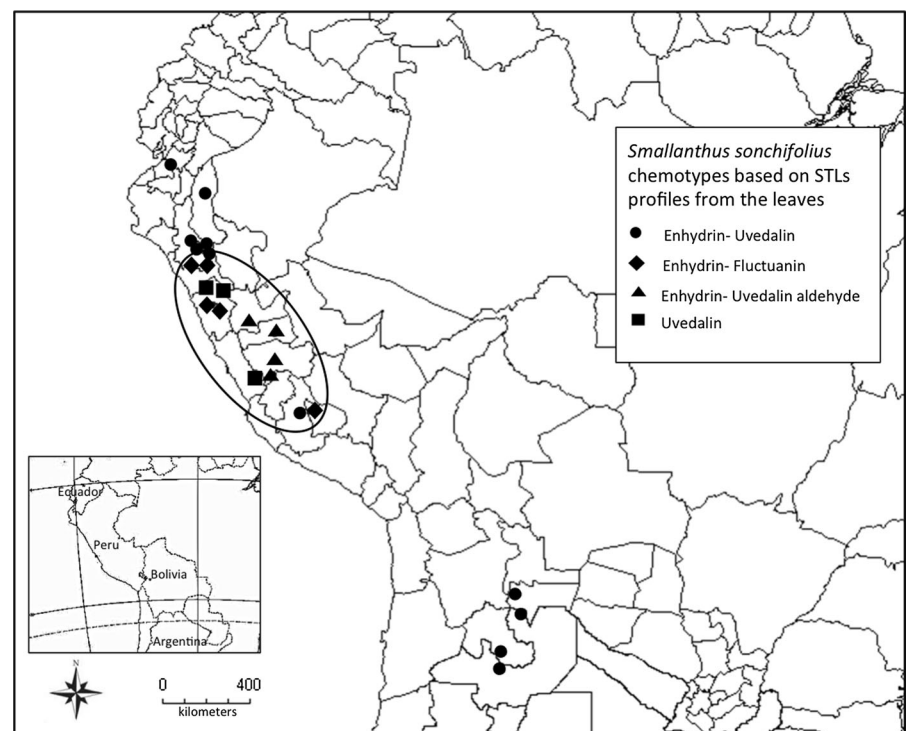 Smallanthus sonchifolius
chemotypes based on STLs
profiles from the leaves
Enhydrin- Uvedalin
Enhydrin- Fluctuanin
Enhydrin- Uvedalin aldehyde
Uvedalin
Equador
Peru
Bolivia
Argentina
N
0 400
kilometers